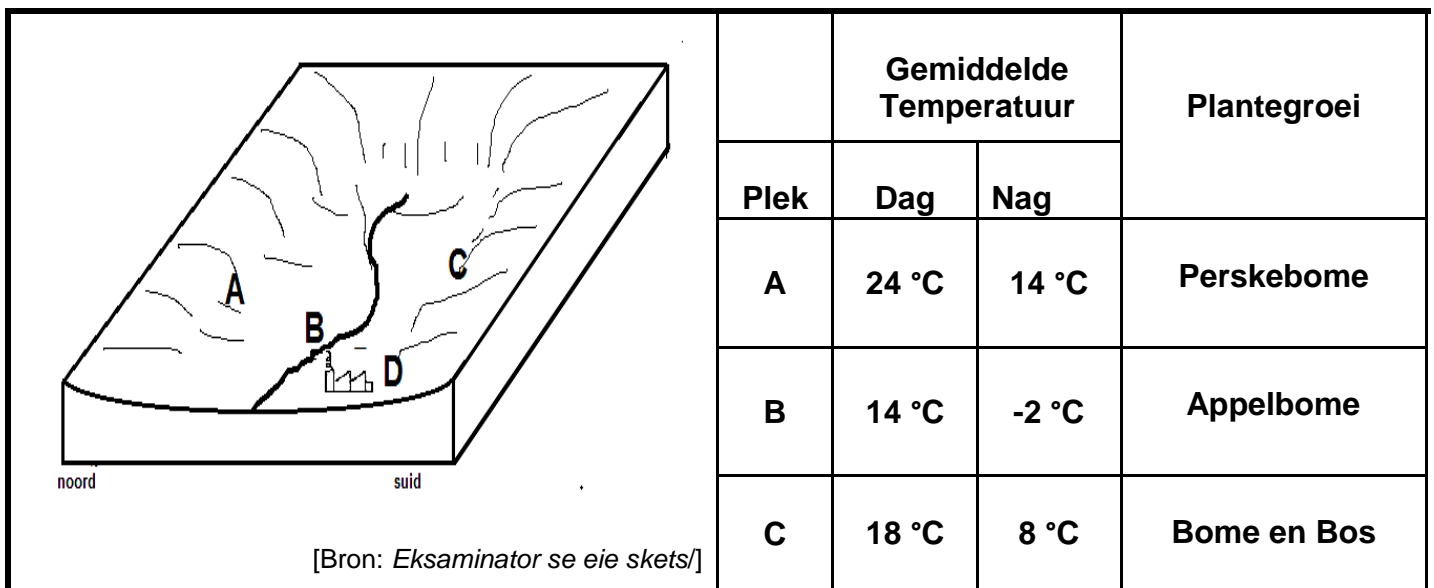 A
B
C
D
noord suid
[Bron: Eksaminator se eie skets/]
Gemiddelde
Temperatuur
Plantegroei
Plek Dag Nag
A 24 °C 14 °C Perskebome
B 14 °C -2 °C Appelbome
C 18 °C 8 °C Bome en Bos